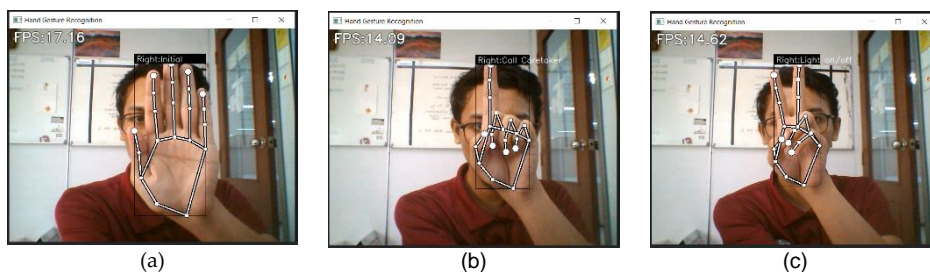 Hand Gesture Recognition
FPS:17.16
Right:Initial
(a)
Hand Gesture Recognition
FPS:14.09
Right:Call Caretaker
(b)
Hand Gesture Recognition
FPS:14.62
Right:Light on/off
(c)